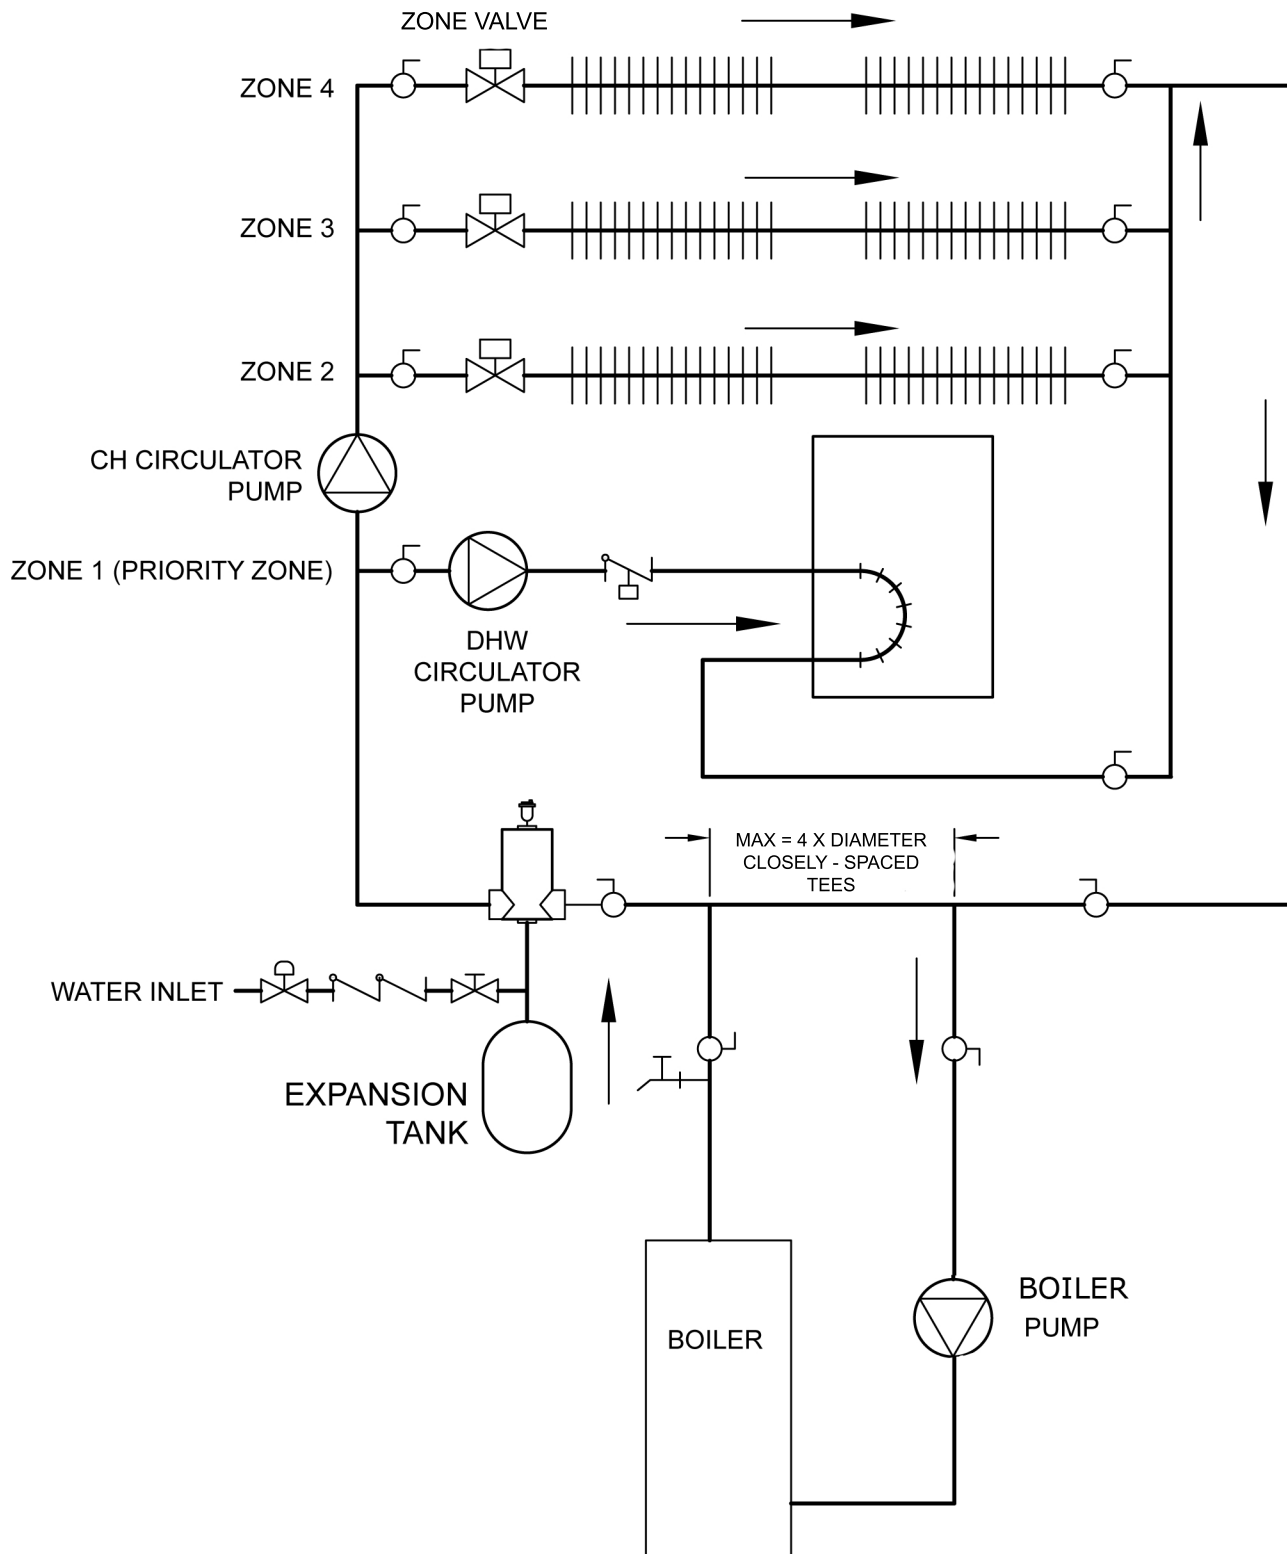 ZONE VALVE
ZONE 4
ZONE 3
ZONE 2
CH CIRCULATOR
PUMP
ZONE 1 (PRIORITY ZONE)
DHW
CIRCULATOR
PUMP
MAX = 4 X DIAMETER
CLOSELY - SPACED
TEES
WATER INLET
EXPANSION
TANK
BOILER
PUMP
BOILER